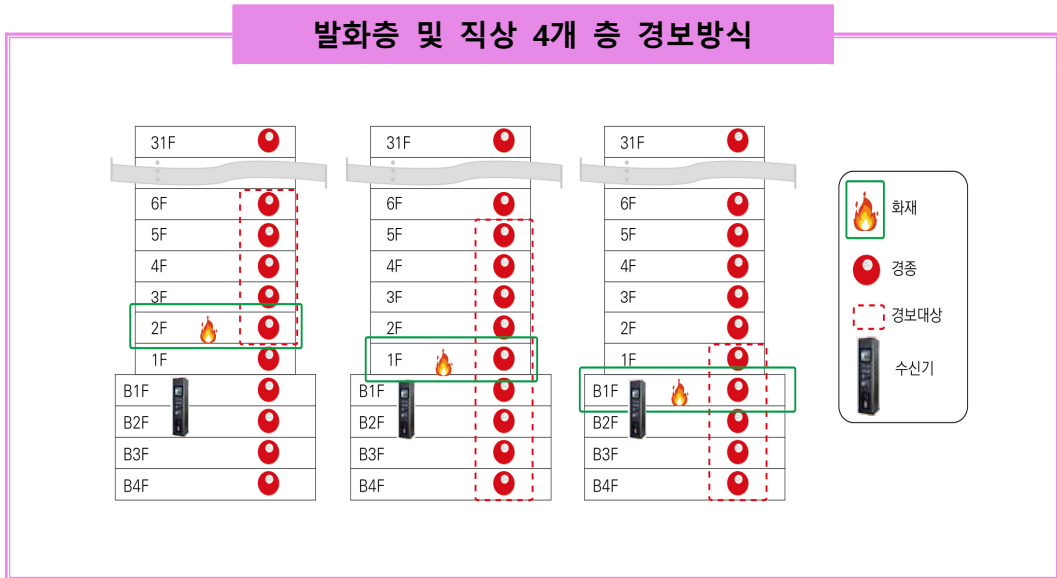 발화층 및 직상 4개 층 경보방식
31F
6F
5F
4F
3F
2F
1F
B1F
B2F
B3F
B4F
31F
6F
5F
4F
3F
2F
1F
B1F
B2F
B3F
B4F
31F
6F
5F
4F
3F
2F
1F
B1F
B2F
B3F
B4F
화재
경종
경보대상
수신기